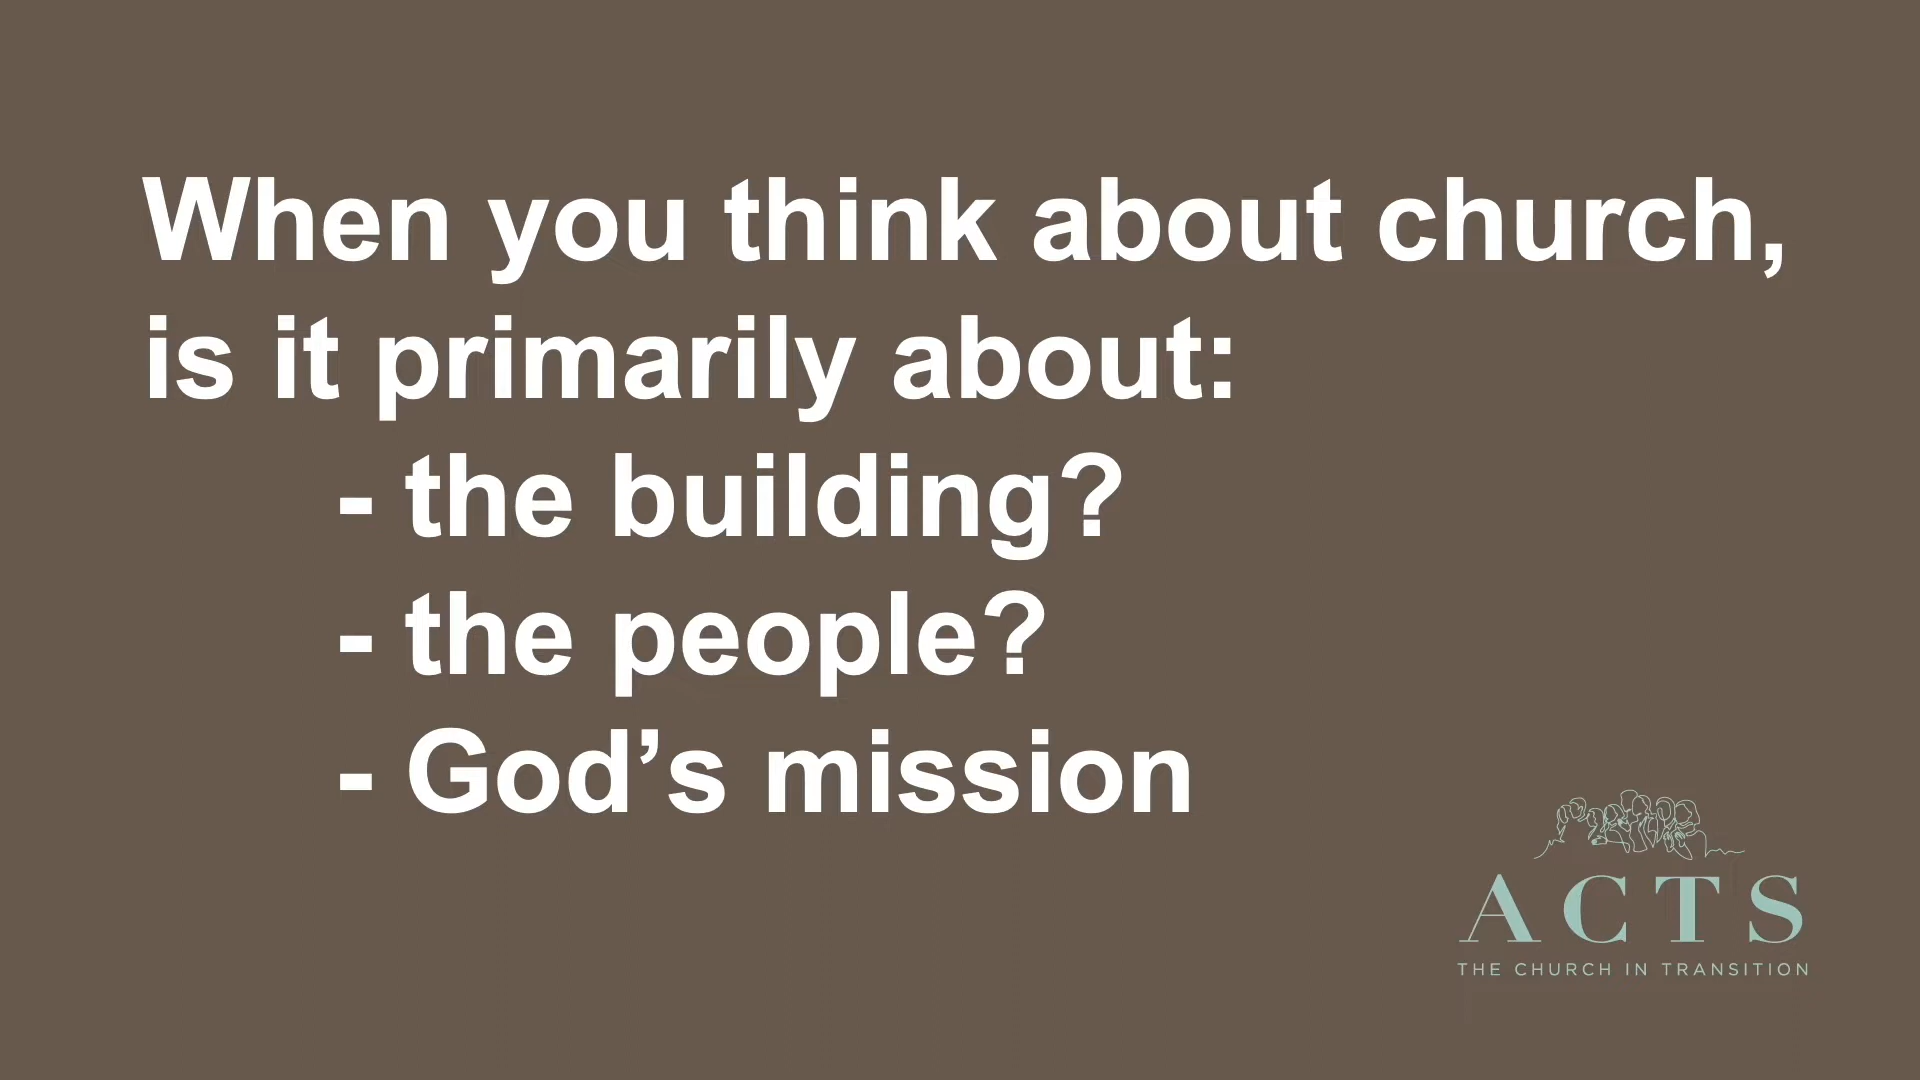 When you think about church,
is it primarily about:
- the building?
- the people?
- God’s mission
ACTS
THE CHURCH IN TRANSITION